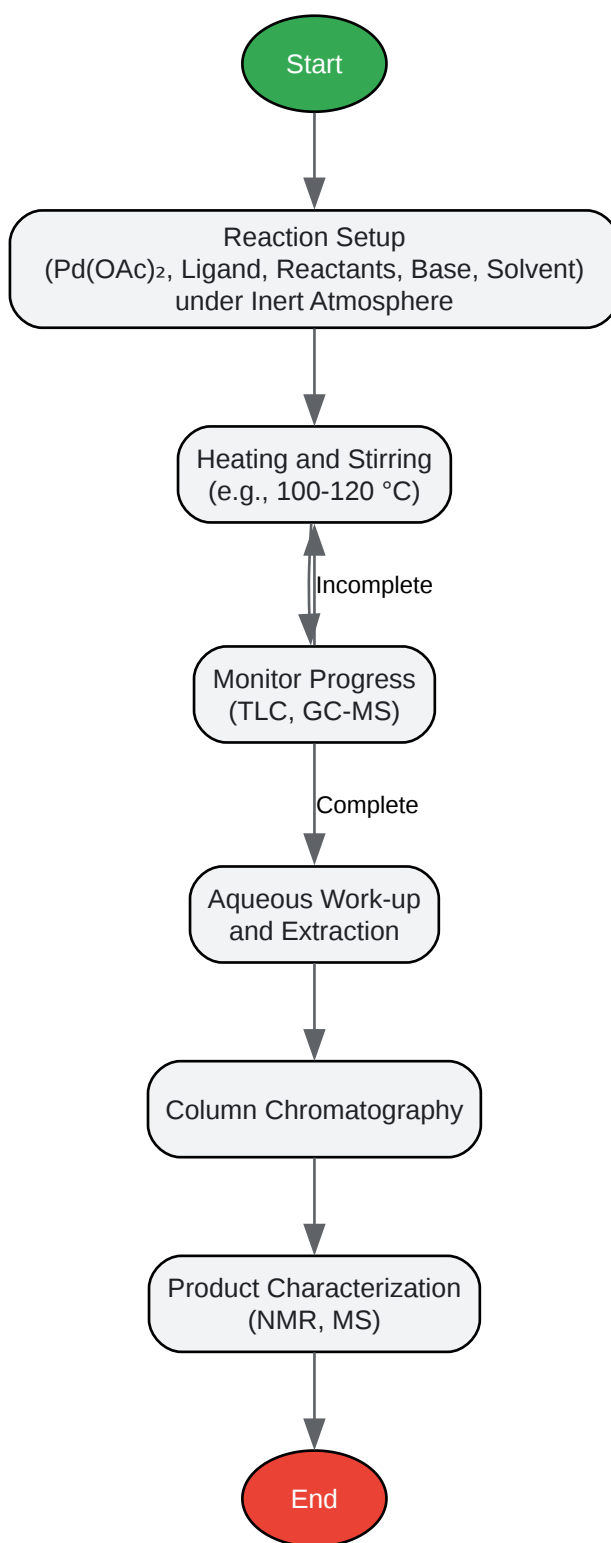 Start
Reaction Setup
(Pd(OAc)₂, Ligand, Reactants, Base, Solvent)
under Inert Atmosphere
Heating and Stirring
(e.g., 100-120 °C)
Incomplete
Monitor Progress
(TLC, GC-MS)
Complete
Aqueous Work-up
and Extraction
Column Chromatography
Product Characterization
(NMR, MS)
End